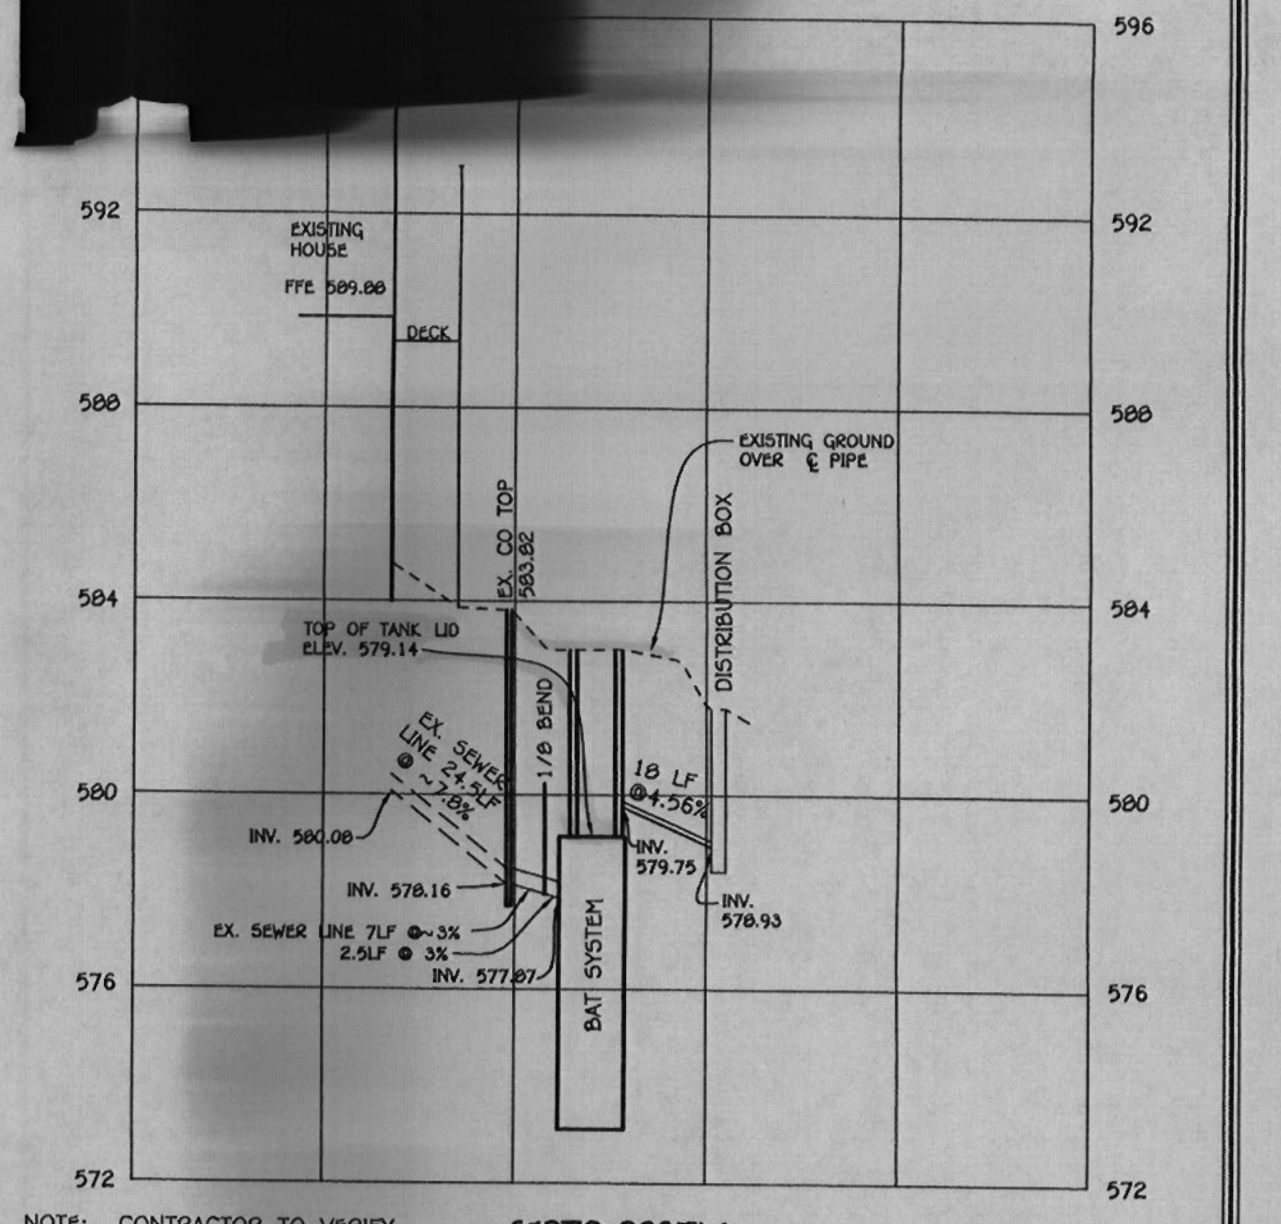 596
596
592
592
EXISTING
HOUSE
FFE 589.88
DECK
588
588
EXISTING GROUND
OVER ℄ PIPE
EX. CO TOP
583.82
DISTRIBUTION BOX
584
584
TOP OF TANK LID
ELEV. 579.14
1/8 BEND
EX. SEWER
LINE 24.5LF
@ ~7.8%
18 LF
@4.56%
580
580
INV. 580.08
INV.
579.75
INV. 578.16
INV.
578.93
EX. SEWER LINE 7LF @~3%
2.5LF @ 3%
INV. 577.87
BAT SYSTEM
576
576
572
572
NOTE: CONTRACTOR TO VERIFY